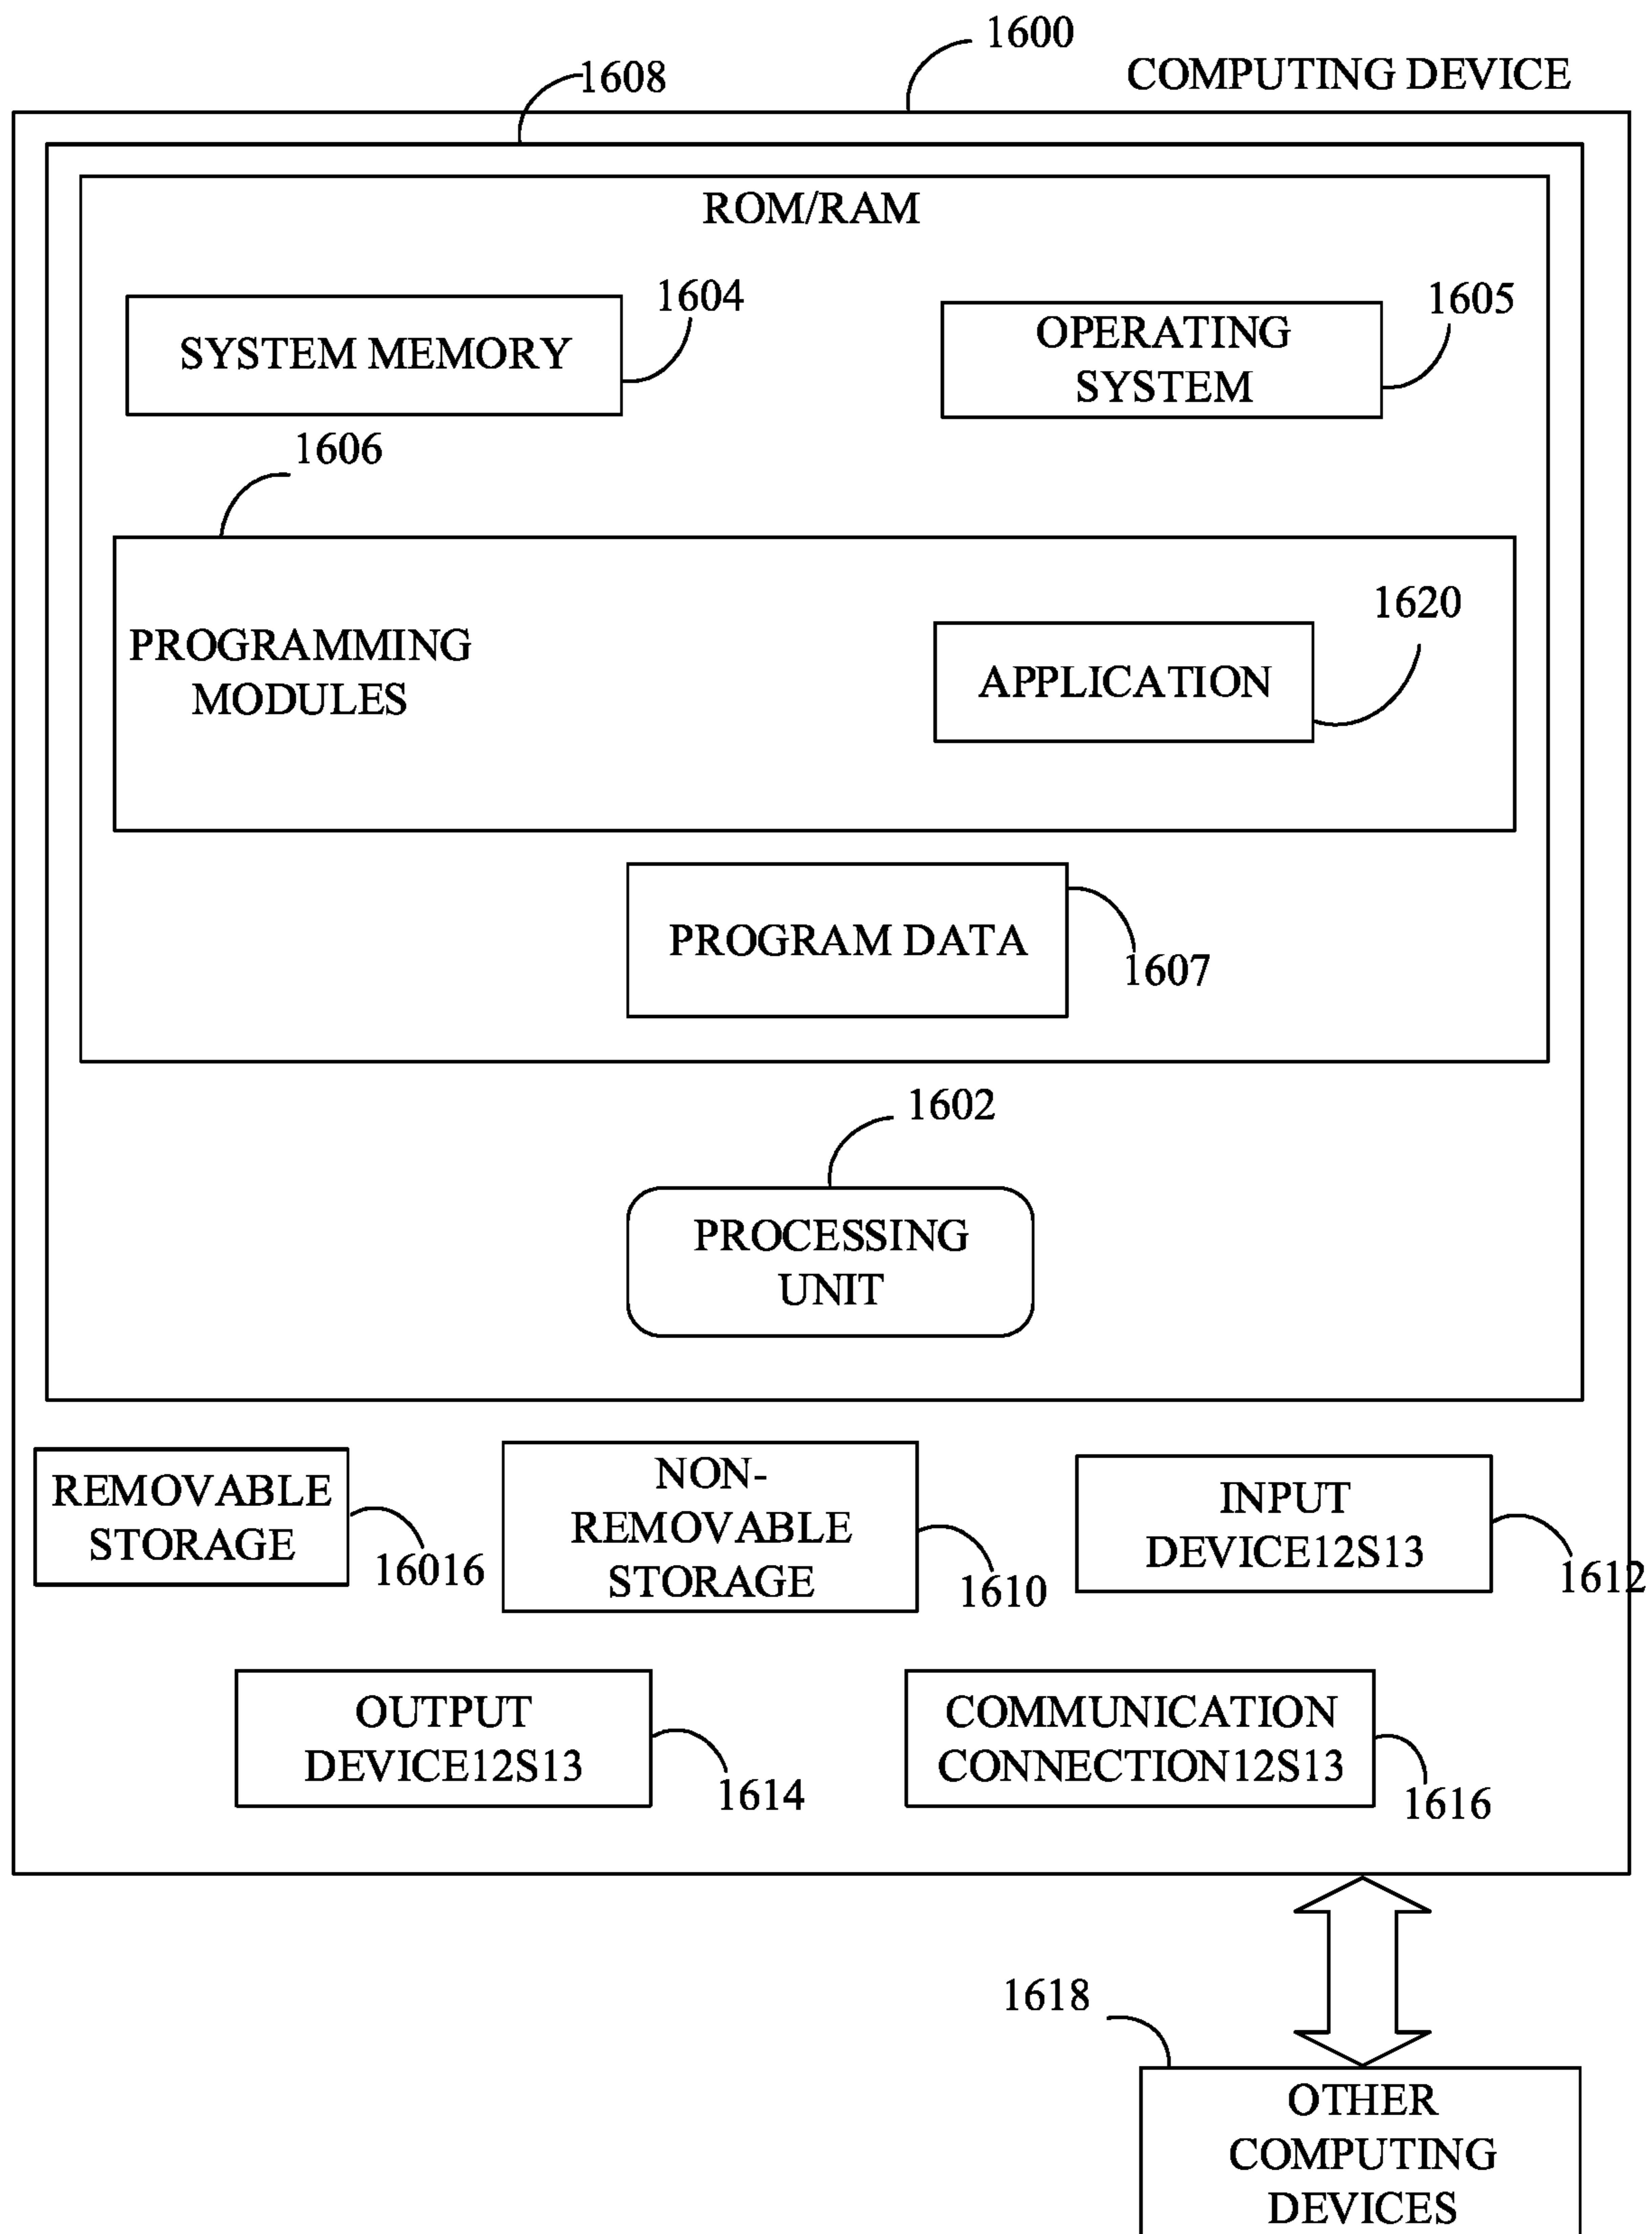 1600
COMPUTING DEVICE
1608
ROM/RAM
1604
SYSTEM MEMORY
1605
OPERATING
SYSTEM
1606
PROGRAMMING
MODULES
1620
APPLICATION
PROGRAM DATA
1607
1602
PROCESSING
UNIT
REMOVABLE
STORAGE
16016
NON-
REMOVABLE
STORAGE
1610
INPUT
DEVICE12S13
1612
OUTPUT
DEVICE12S13
1614
COMMUNICATION
CONNECTION12S13
1616
1618
OTHER
COMPUTING
DEVICES